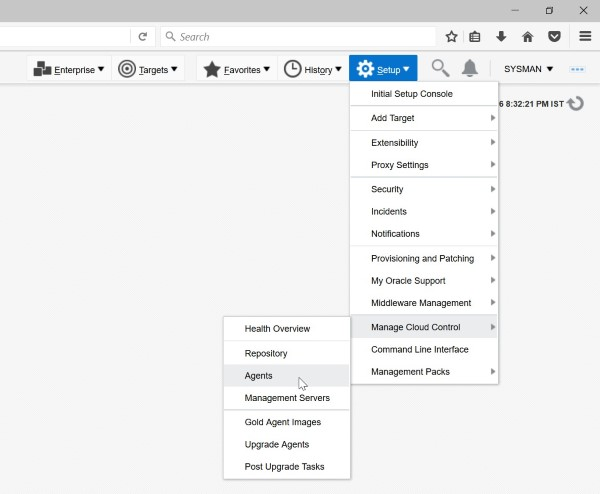 Search
Enterprise Targets Favorites History Setup SYSMAN
Initial Setup Console
6 8:32:21 PM IST
Add Target
Extensibility
Proxy Settings
Security
Incidents
Notifications
Provisioning and Patching
My Oracle Support
Middleware Management
Manage Cloud Control
Command Line Interface
Management Packs
Health Overview
Repository
Agents
Management Servers
Gold Agent Images
Upgrade Agents
Post Upgrade Tasks